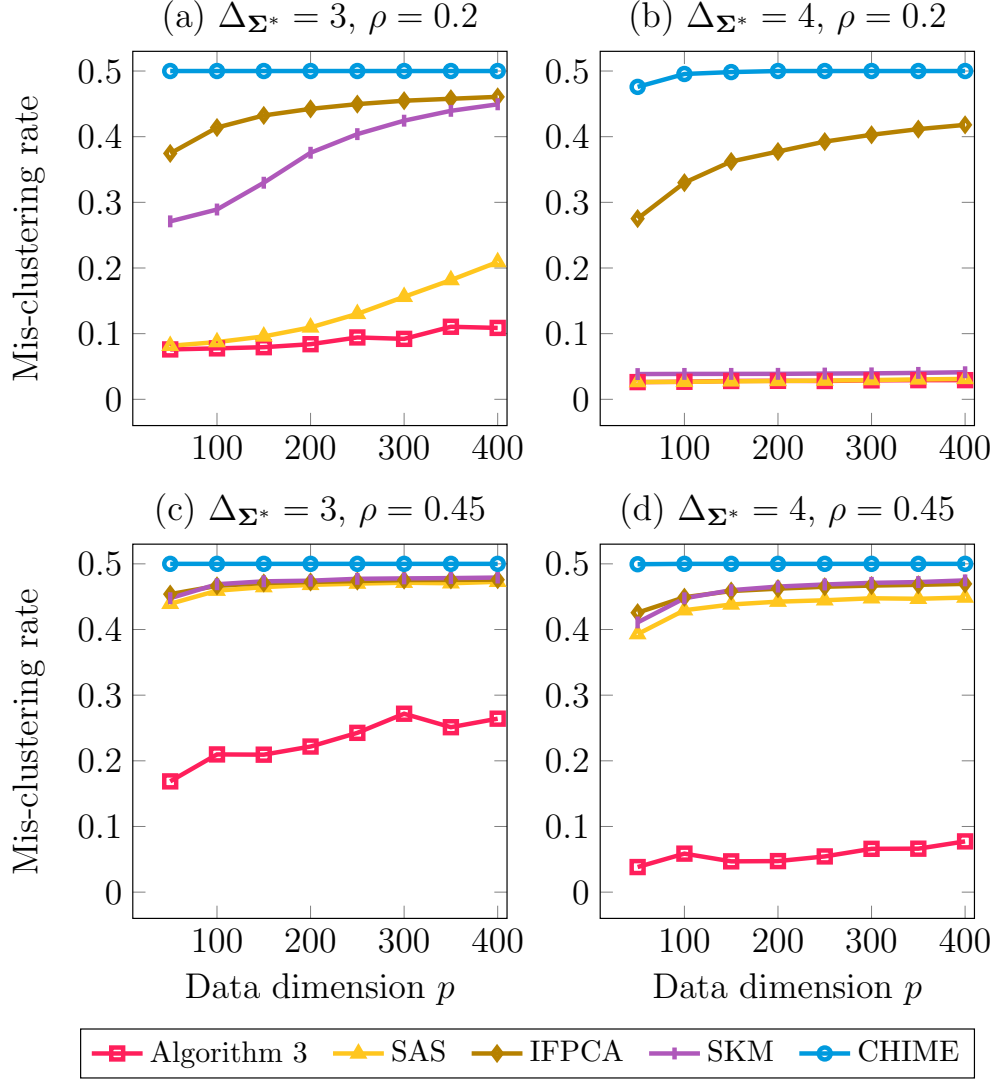 (a) Δ_Σ* = 3, ρ = 0.2
(b) Δ_Σ* = 4, ρ = 0.2
Mis-clustering rate
0.5
0.4
0.3
0.2
0.1
0
100 200 300 400
0.5
0.4
0.3
0.2
0.1
0
100 200 300 400
(c) Δ_Σ* = 3, ρ = 0.45
(d) Δ_Σ* = 4, ρ = 0.45
Mis-clustering rate
0.5
0.4
0.3
0.2
0.1
0
100 200 300 400
Data dimension p
0.5
0.4
0.3
0.2
0.1
0
100 200 300 400
Data dimension p
Algorithm 3 SAS IFPCA SKM CHIME